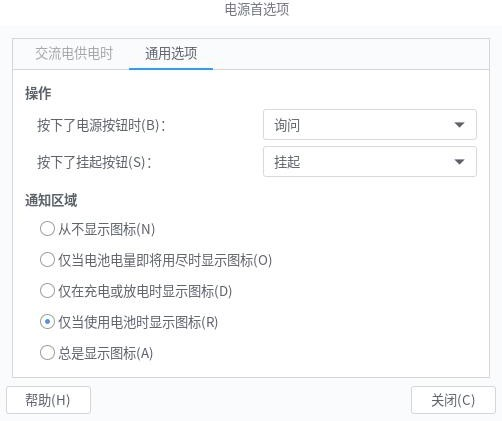 电源首选项
交流电供电时 通用选项
操作
按下了电源按钮时(B)： 询问
按下了挂起按钮(S)： 挂起
通知区域
从不显示图标(N)
仅当电池电量即将用尽时显示图标(O)
仅在充电或放电时显示图标(D)
仅当使用电池时显示图标(R)
总是显示图标(A)
帮助(H) 关闭(C)